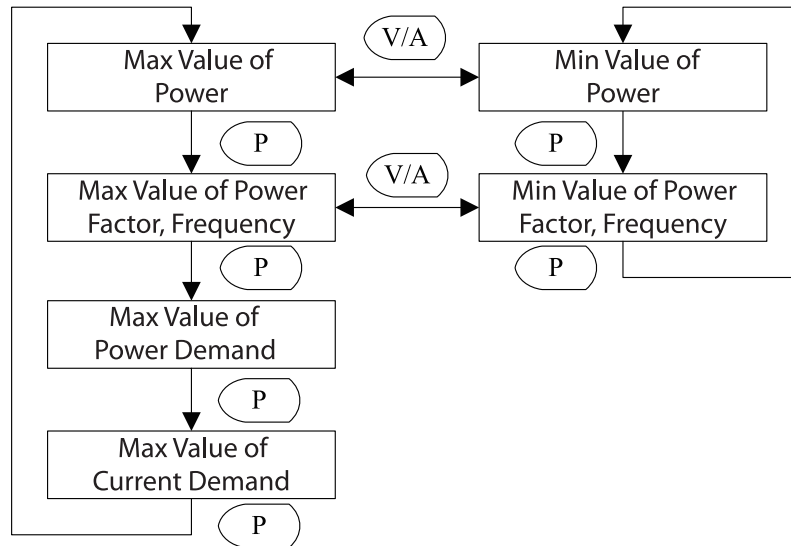 V/A
Max Value of
Power
Min Value of
Power
P
P
V/A
Max Value of Power
Factor, Frequency
Min Value of Power
Factor, Frequency
P
P
Max Value of
Power Demand
P
Max Value of
Current Demand
P